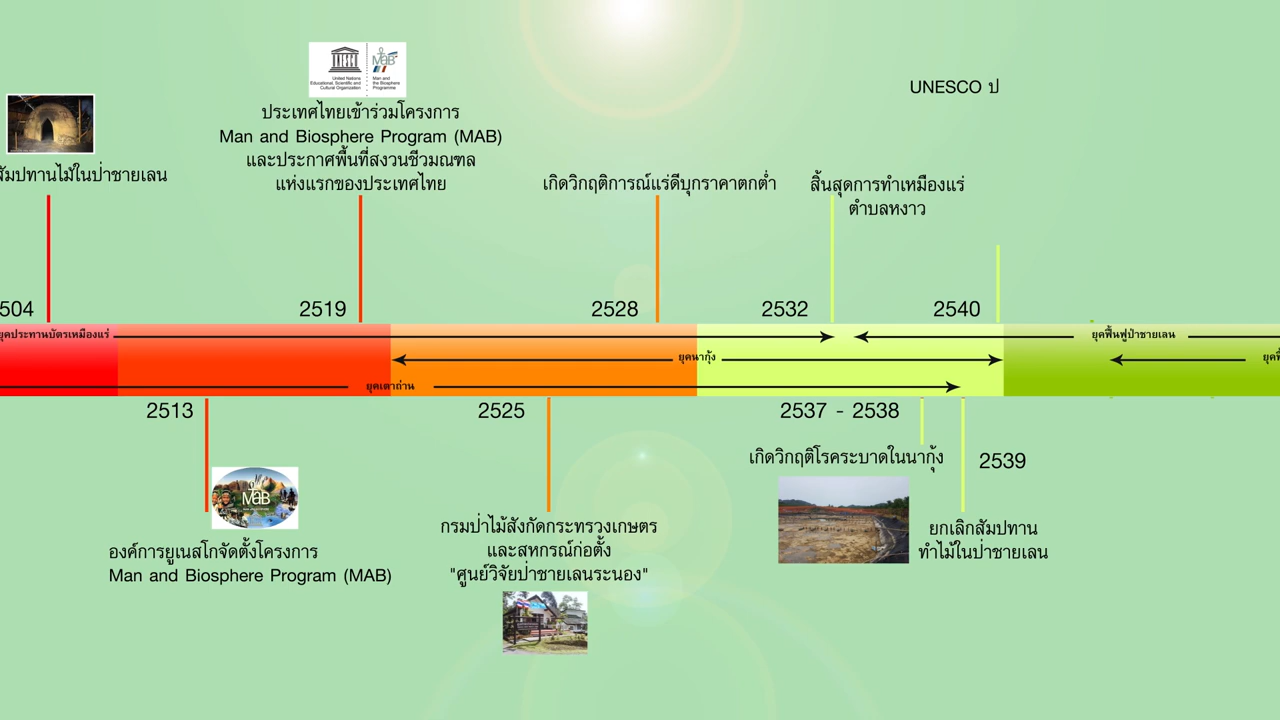 United Nations
Educational, Scientific and
Cultural Organization
MAB
Man and
the Biosphere
Programme
ประเทศไทยเข้าร่วมโครงการ
Man and Biosphere Program (MAB)
และประกาศพื้นที่สงวนชีวมณฑล
แห่งแรกของประเทศไทย
UNESCO ป
สัมปทานไม้ในป่าชายเลน
เกิดวิกฤติการณ์แร่ดีบุกราคาตกต่ำ
สิ้นสุดการทำเหมืองแร่
ตำบลหงาว
504
2519
2528
2532
2540
ยุคประทานบัตรเหมืองแร่
ยุคฟื้นฟูป่าชายเลน
ยุคนากุ้ง
ยุคเตาถ่าน
2513
2525
2537 - 2538
เกิดวิกฤติโรคระบาดในนากุ้ง
2539
MAB
องค์การยูเนสโกจัดตั้งโครงการ
Man and Biosphere Program (MAB)
กรมป่าไม้สังกัดกระทรวงเกษตร
และสหกรณ์ก่อตั้ง
"ศูนย์วิจัยป่าชายเลนระนอง"
ยกเลิกสัมปทาน
ทำไม้ในป่าชายเลน